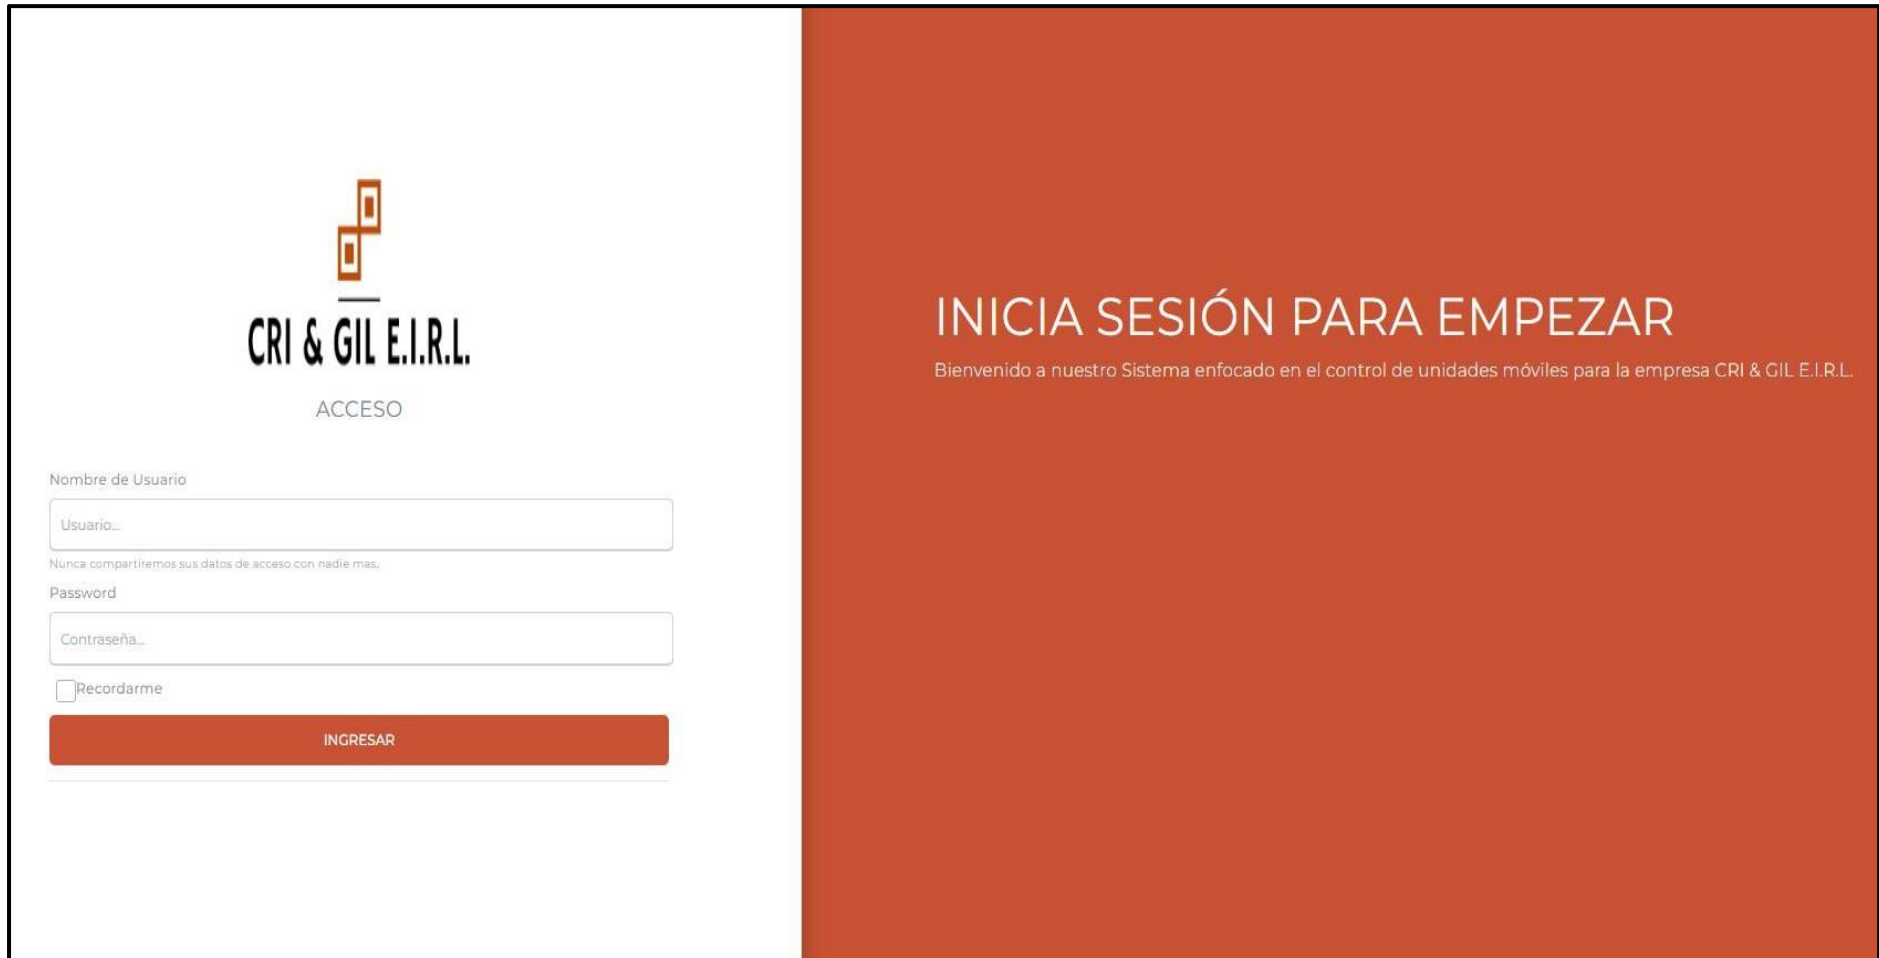 CRI & GIL E.I.R.L.
ACCESO
Nombre de Usuario
Usuario...
Nunca compartiremos sus datos de acceso con nadie mas.
Password
Contraseña...
Recordarme
INGRESAR
INICIA SESIÓN PARA EMPEZAR
Bienvenido a nuestro Sistema enfocado en el control de unidades móviles para la empresa CRI & GIL E.I.R.L.